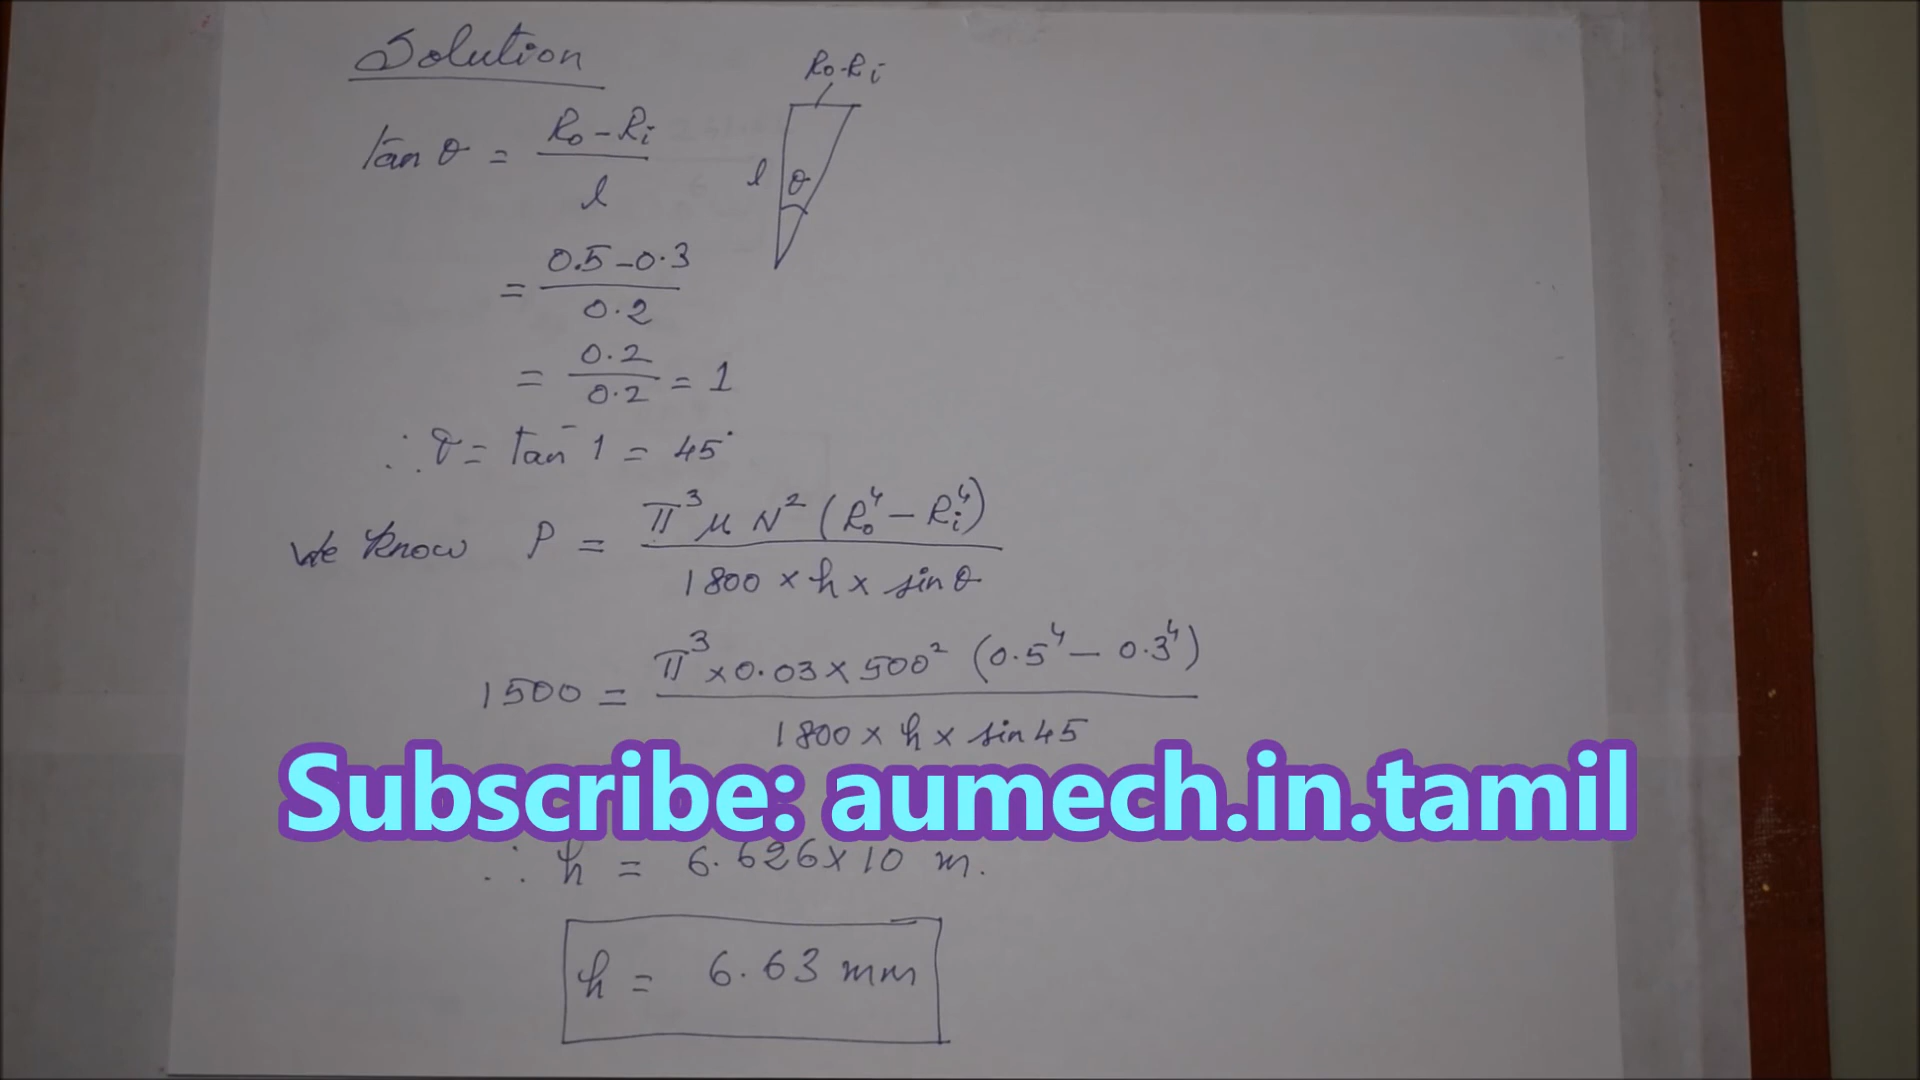 Solution
Ro-Ri
tan θ = Ro - Ri / l
l θ
= 0.5-0.3 / 0.2
= 0.2 / 0.2 = 1
∴ θ = tan⁻ 1 = 45°
We know P = π³ μ N² (Ro⁴ - Ri⁴) / 1800 × h × sin θ
1500 = π³ × 0.03 × 500² (0.5⁴ - 0.3⁴) / 1800 × h × sin 45
Subscribe: aumech.in.tamil
∴ h = 6.626 × 10 m.
h = 6.63 mm